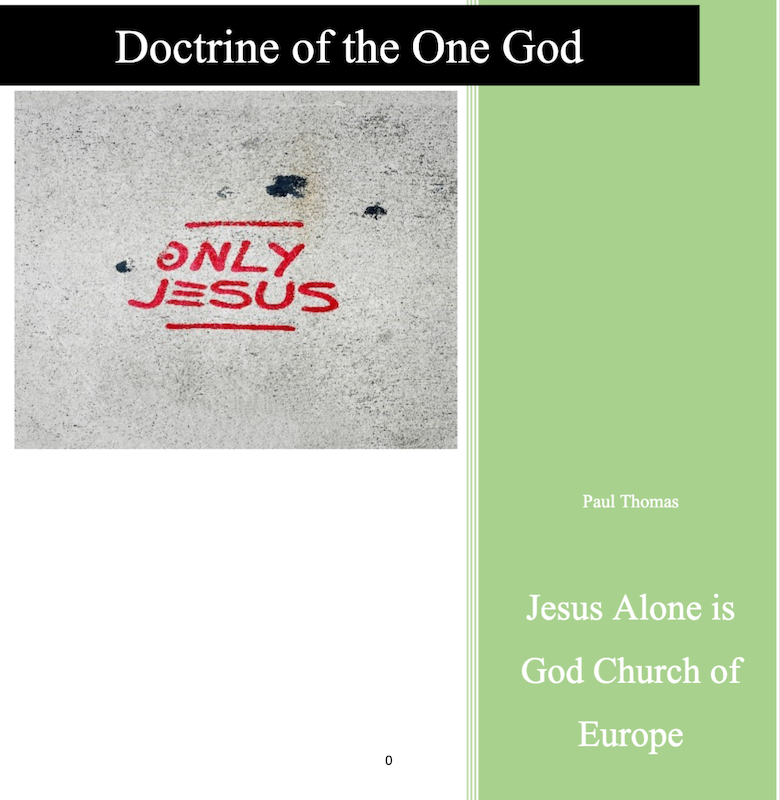 Doctrine of the One God
ONLY
JESUS
Paul Thomas
Jesus Alone is
God Church of
Europe
0